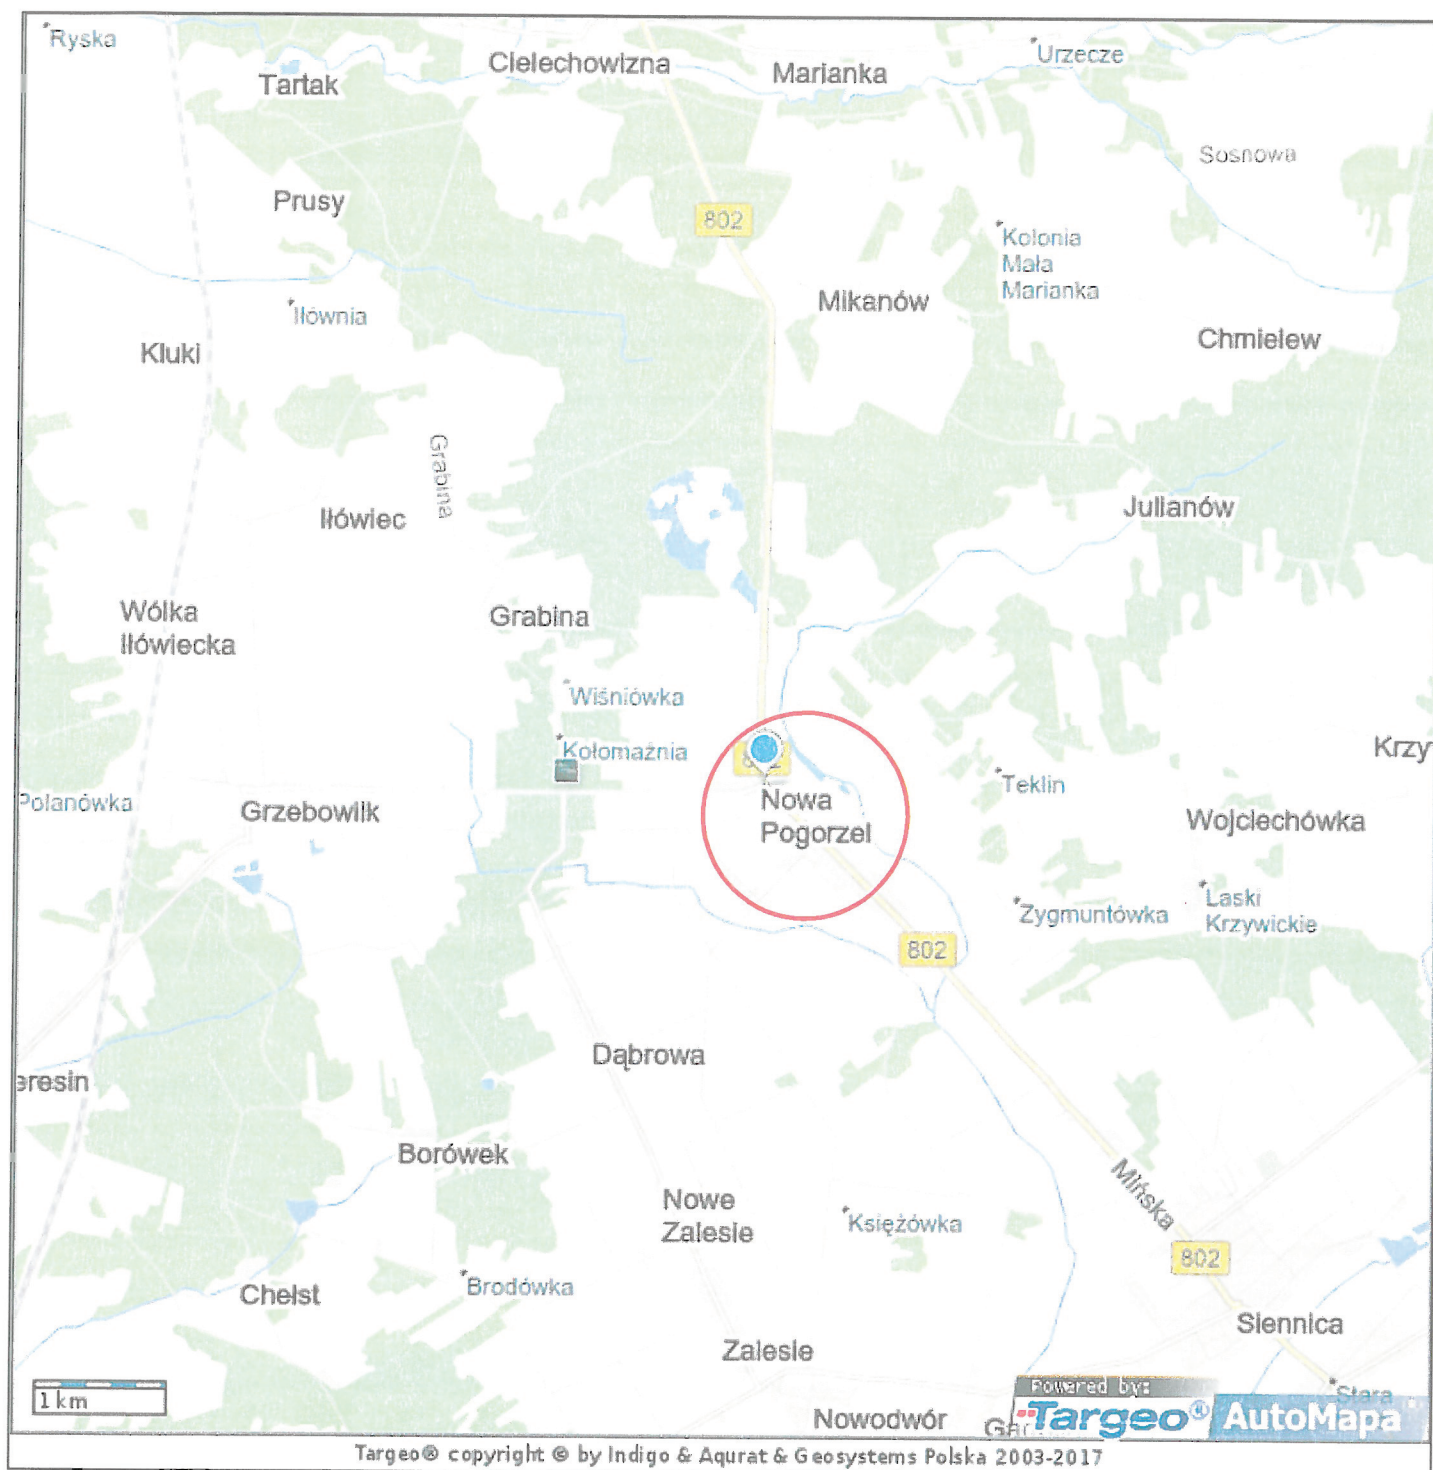 Ryska
Tartak
Cielechowizna
Marianka
Urzecze
Sosnowa
Prusy
802
Kolonia
Mała
Marianka
Iłównia
Mikanów
Kluki
Chmielew
Grabina
Iłówiec
Julianów
Wólka
Iłówiecka
Grabina
Wiśniówka
Kołomaźnia
Krzy
Polanówka
Grzebowilk
Nowa
Pogorzel
Teklin
Wojciechówka
Zygmuntówka
Laski
Krzywickie
802
Dąbrowa
eresin
Borówek
Mińska
Nowe
Zalesie
Księżówka
802
Chełst
Brodówka
Siennica
Zalesie
Stara
1 km
Nowodwór
Powered by:
Targeo® AutoMapa
Targeo® copyright © by Indigo & Aqurat & Geosystems Polska 2003-2017